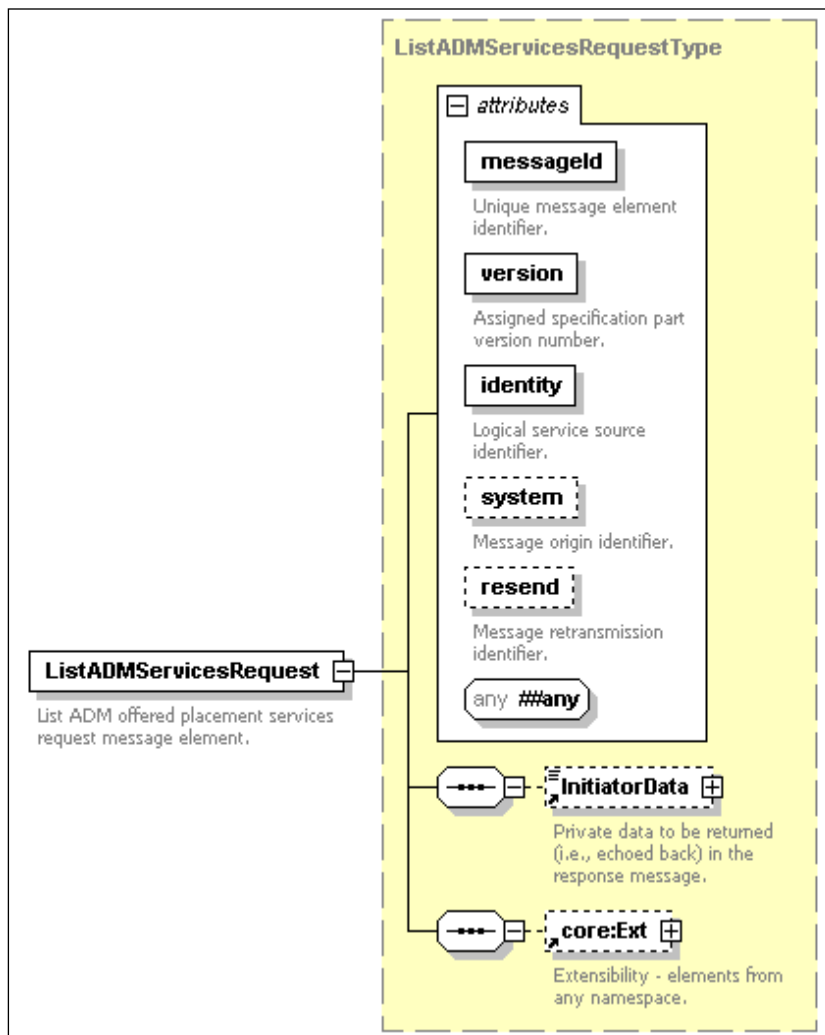 ListADMServicesRequestType
attributes
messageId
Unique message element
identifier.
version
Assigned specification part
version number.
identity
Logical service source
identifier.
system
Message origin identifier.
resend
Message retransmission
identifier.
any ##any
ListADMServicesRequest
List ADM offered placement services
request message element.
InitiatorData
Private data to be returned
(i.e., echoed back) in the
response message.
core:Ext
Extensibility - elements from
any namespace.